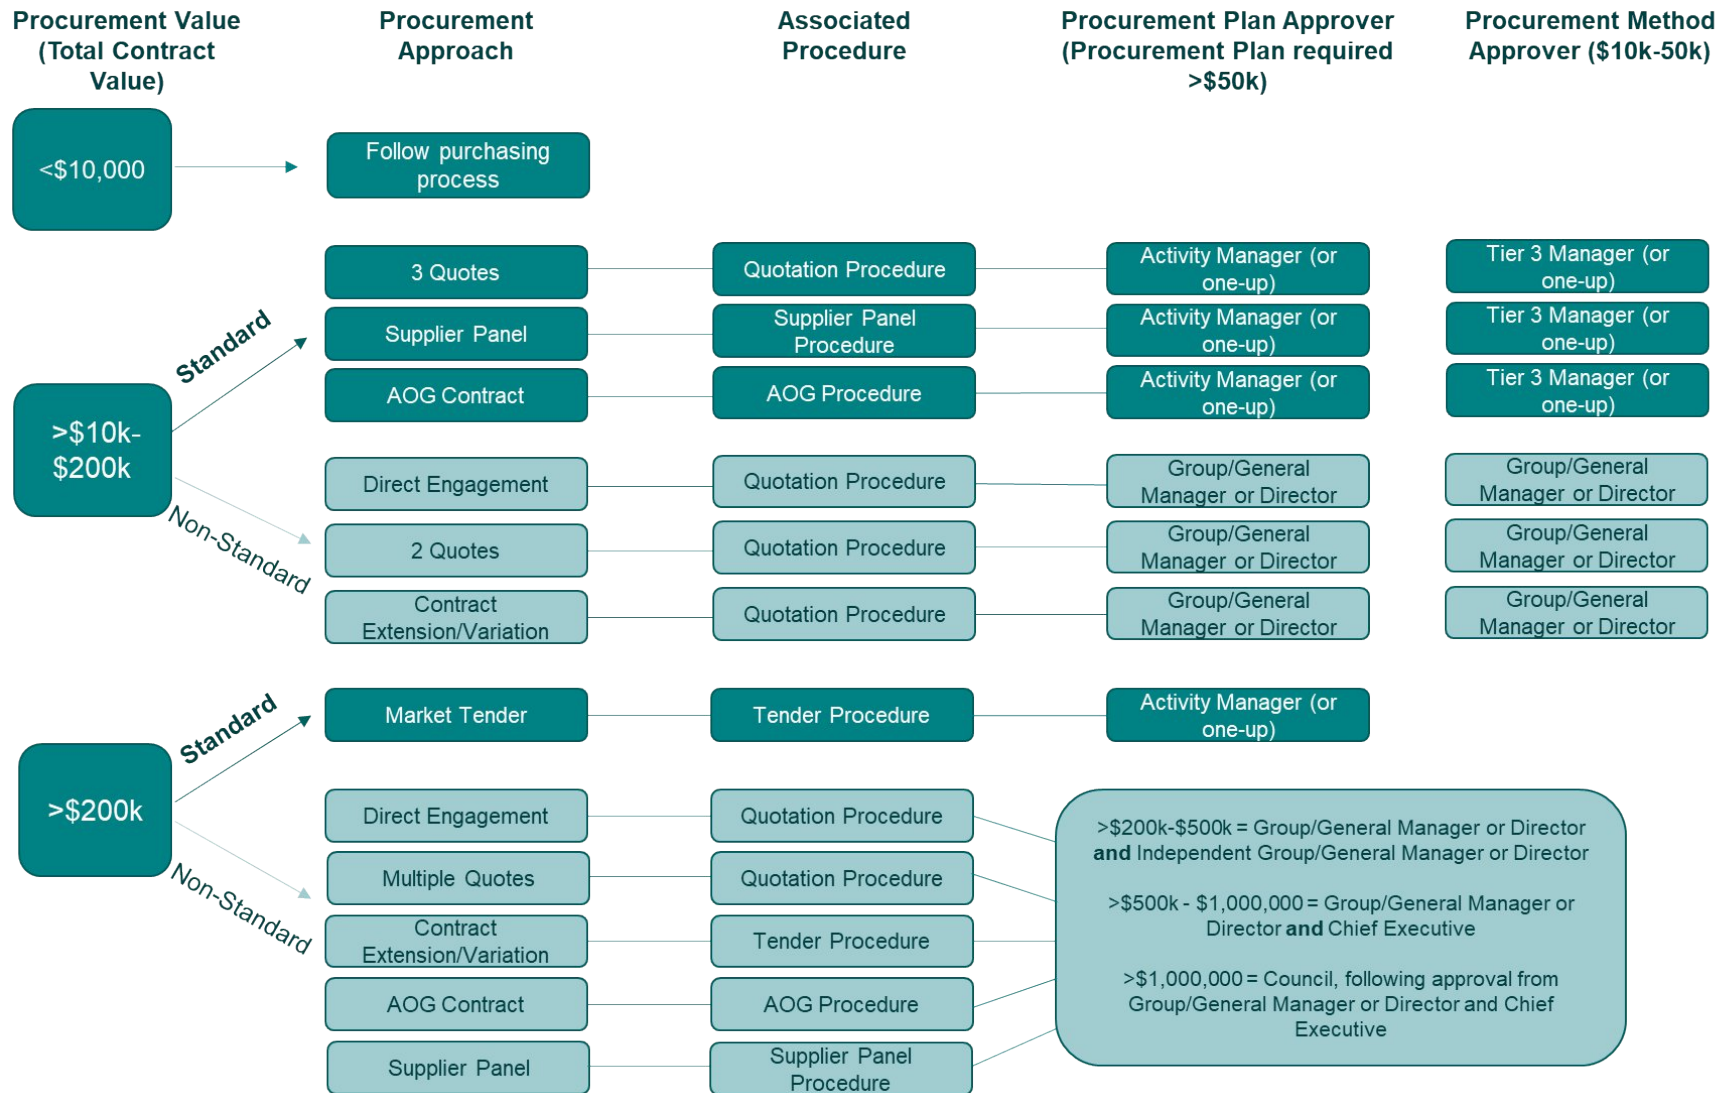 Procurement Value
(Total Contract
Value)
Procurement
Approach
Associated
Procedure
Procurement Plan Approver
(Procurement Plan required
>$50k)
Procurement Method
Approver ($10k-50k)
<$10,000
Follow purchasing
process
>$10k-
$200k
Standard
Non-Standard
3 Quotes
Quotation Procedure
Activity Manager (or
one-up)
Tier 3 Manager (or
one-up)
Supplier Panel
Supplier Panel
Procedure
Activity Manager (or
one-up)
Tier 3 Manager (or
one-up)
AOG Contract
AOG Procedure
Activity Manager (or
one-up)
Tier 3 Manager (or
one-up)
Direct Engagement
Quotation Procedure
Group/General
Manager or Director
Group/General
Manager or Director
2 Quotes
Quotation Procedure
Group/General
Manager or Director
Group/General
Manager or Director
Contract
Extension/Variation
Quotation Procedure
Group/General
Manager or Director
Group/General
Manager or Director
>$200k
Standard
Non-Standard
Market Tender
Tender Procedure
Activity Manager (or
one-up)
Direct Engagement
Quotation Procedure
Multiple Quotes
Quotation Procedure
Contract
Extension/Variation
Tender Procedure
AOG Contract
AOG Procedure
Supplier Panel
Supplier Panel
Procedure
>$200k-$500k = Group/General Manager or Director
and Independent Group/General Manager or Director
>$500k - $1,000,000 = Group/General Manager or
Director and Chief Executive
>$1,000,000 = Council, following approval from
Group/General Manager or Director and Chief
Executive